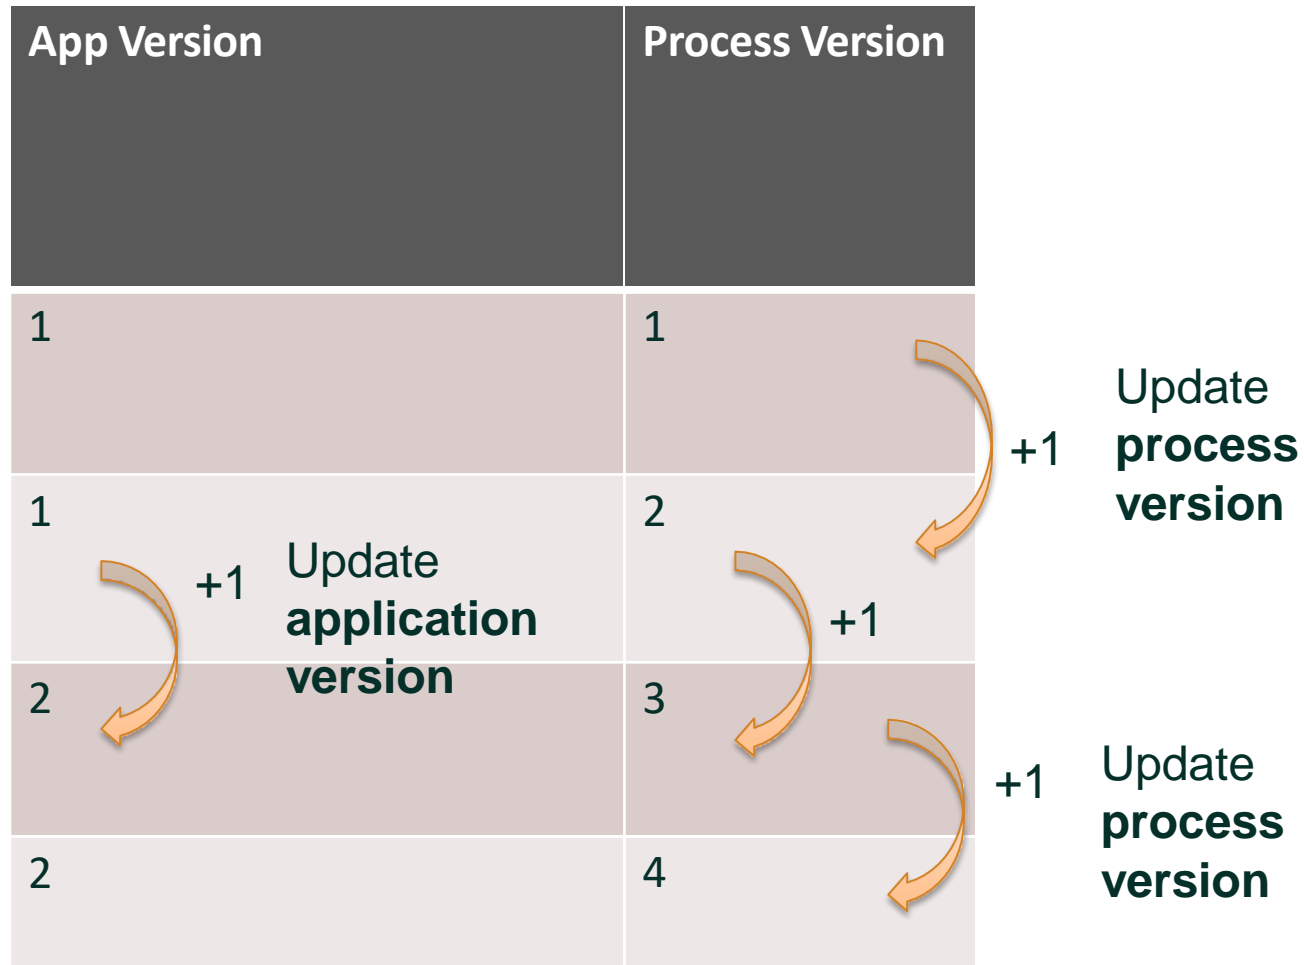 App Version
Process Version
1
1
+1
Update
process
version
1
2
+1
Update
application
version
+1
2
3
+1
Update
process
version
2
4